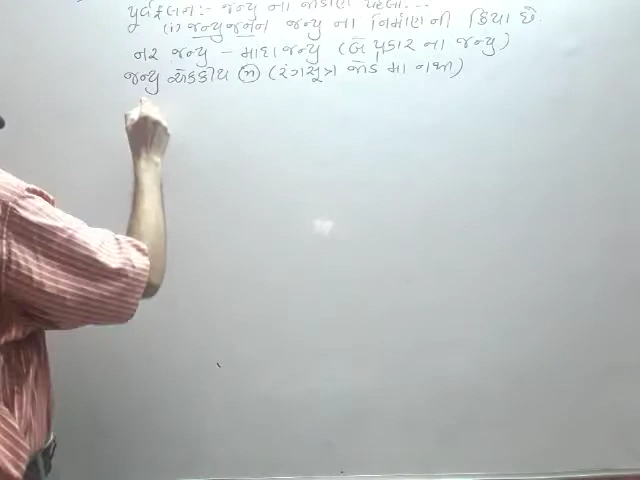 પૂર્વફલન:- જન્યુ ના જોડાણ પહેલા...
(i) જન્યુજનન જન્યુ ના નિર્માણ ની ક્રિયા છે.
નર જન્યુ - માદા જન્યુ (બે પ્રકાર ના જન્યુ)
જન્યુ એકકીય (n) (રંગસૂત્ર જોડ મા નથી)